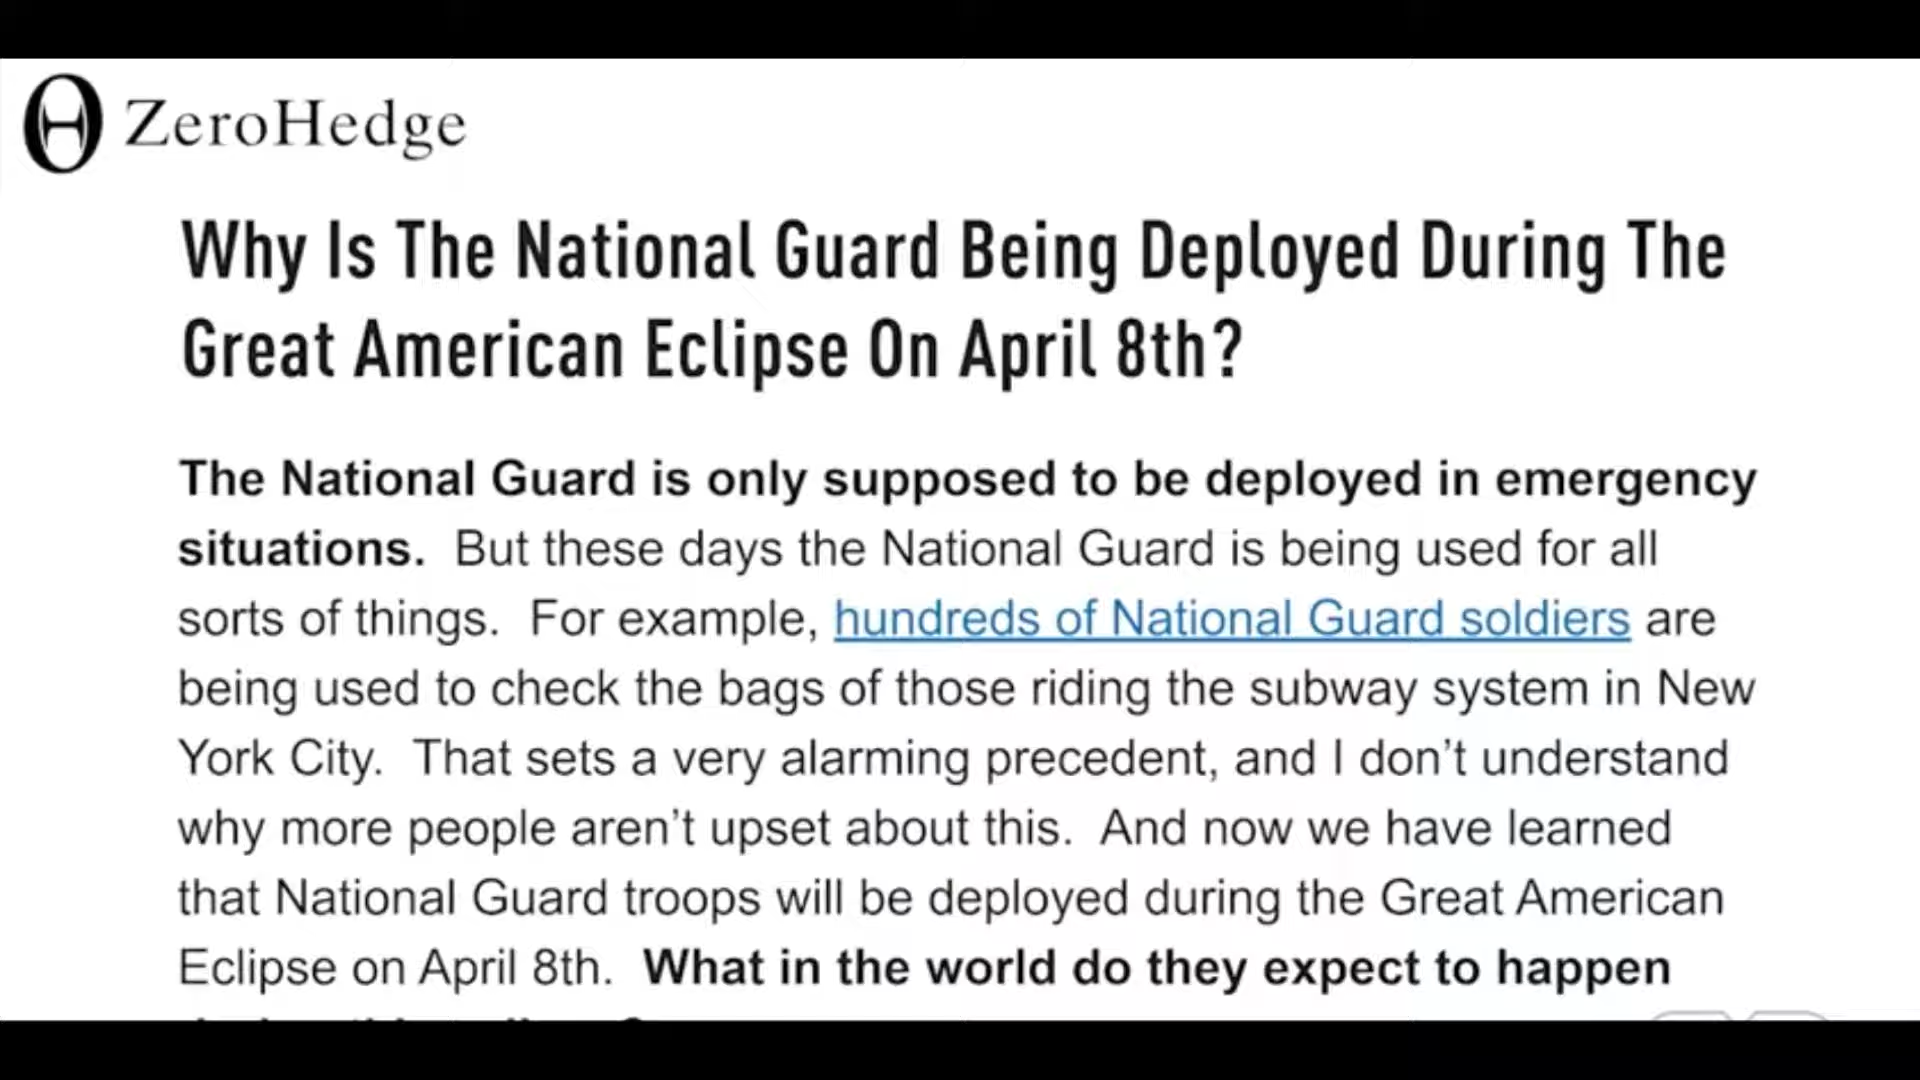 ZeroHedge
Why Is The National Guard Being Deployed During The
Great American Eclipse On April 8th?
The National Guard is only supposed to be deployed in emergency
situations. But these days the National Guard is being used for all
sorts of things. For example, hundreds of National Guard soldiers are
being used to check the bags of those riding the subway system in New
York City. That sets a very alarming precedent, and I don’t understand
why more people aren’t upset about this. And now we have learned
that National Guard troops will be deployed during the Great American
Eclipse on April 8th. What in the world do they expect to happen